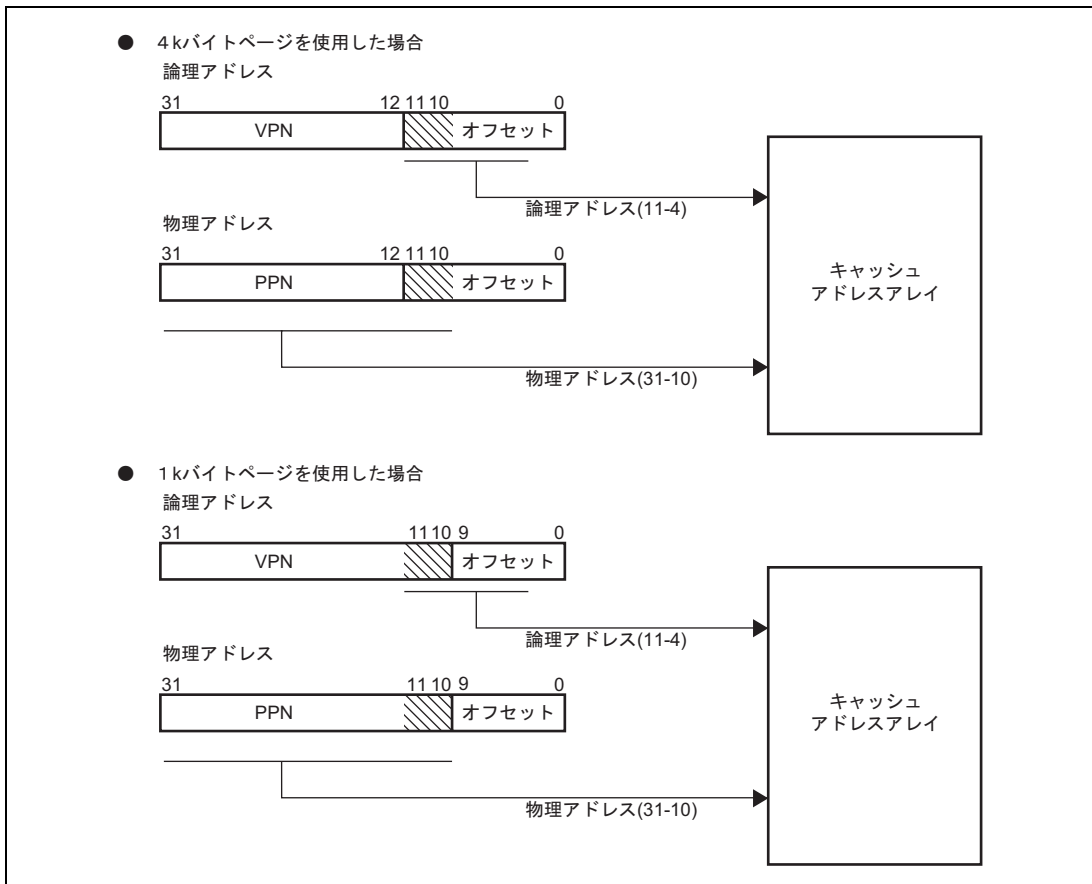 ● 4kバイトページを使用した場合
論理アドレス
31 12 11 10 0
VPN オフセット
論理アドレス(11-4)
物理アドレス
31 12 11 10 0
PPN オフセット
キャッシュ
アドレスアレイ
物理アドレス(31-10)
● 1kバイトページを使用した場合
論理アドレス
31 11 10 9 0
VPN オフセット
論理アドレス(11-4)
物理アドレス
31 11 10 9 0
PPN オフセット
キャッシュ
アドレスアレイ
物理アドレス(31-10)